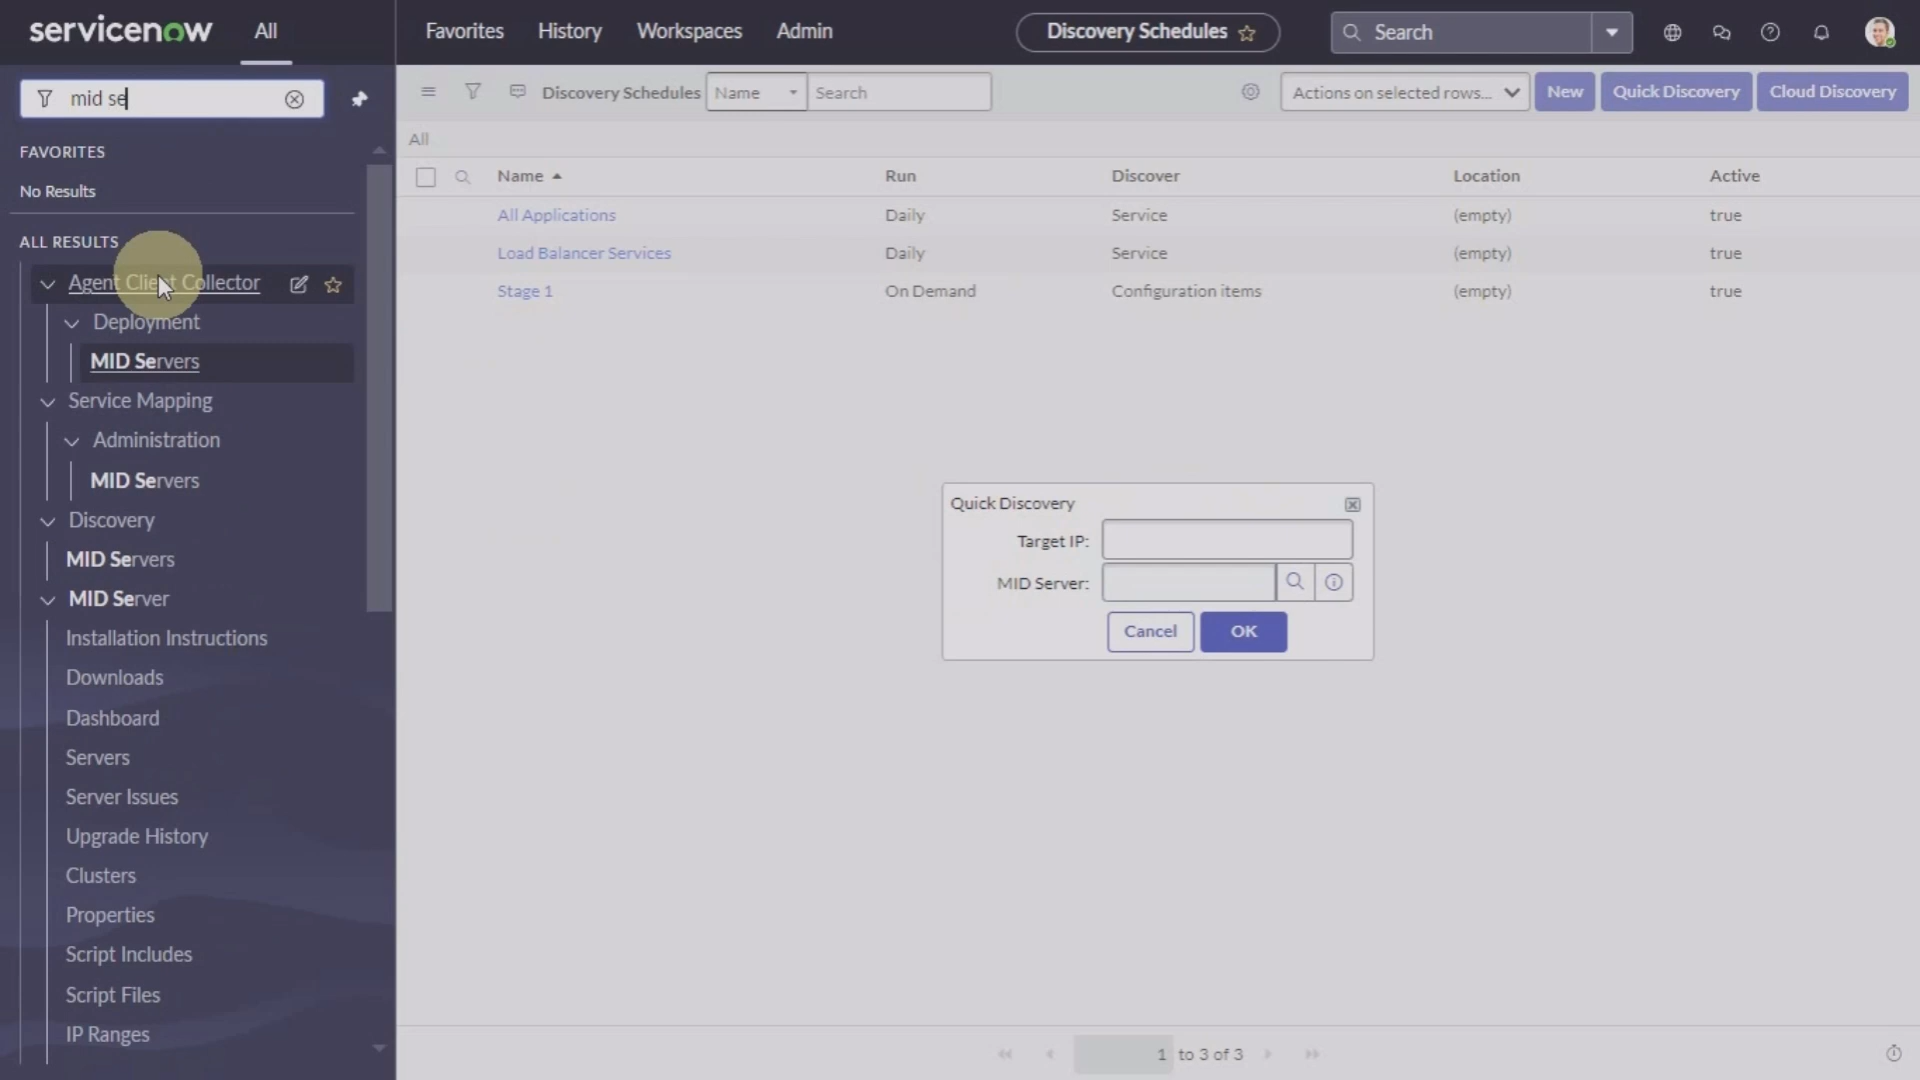 servicenow All Favorites History Workspaces Admin Discovery Schedules Search
mid se
FAVORITES
No Results
ALL RESULTS
Agent Client Collector
Deployment
MID Servers
Service Mapping
Administration
MID Servers
Discovery
MID Servers
MID Server
Installation Instructions
Downloads
Dashboard
Servers
Server Issues
Upgrade History
Clusters
Properties
Script Includes
Script Files
IP Ranges
Discovery Schedules Name Search Actions on selected rows... New Quick Discovery Cloud Discovery
All
Name Run Discover Location Active
All Applications Daily Service (empty) true
Load Balancer Services Daily Service (empty) true
Stage 1 On Demand Configuration items (empty) true
Quick Discovery
Target IP:
MID Server:
Cancel OK
1 to 3 of 3